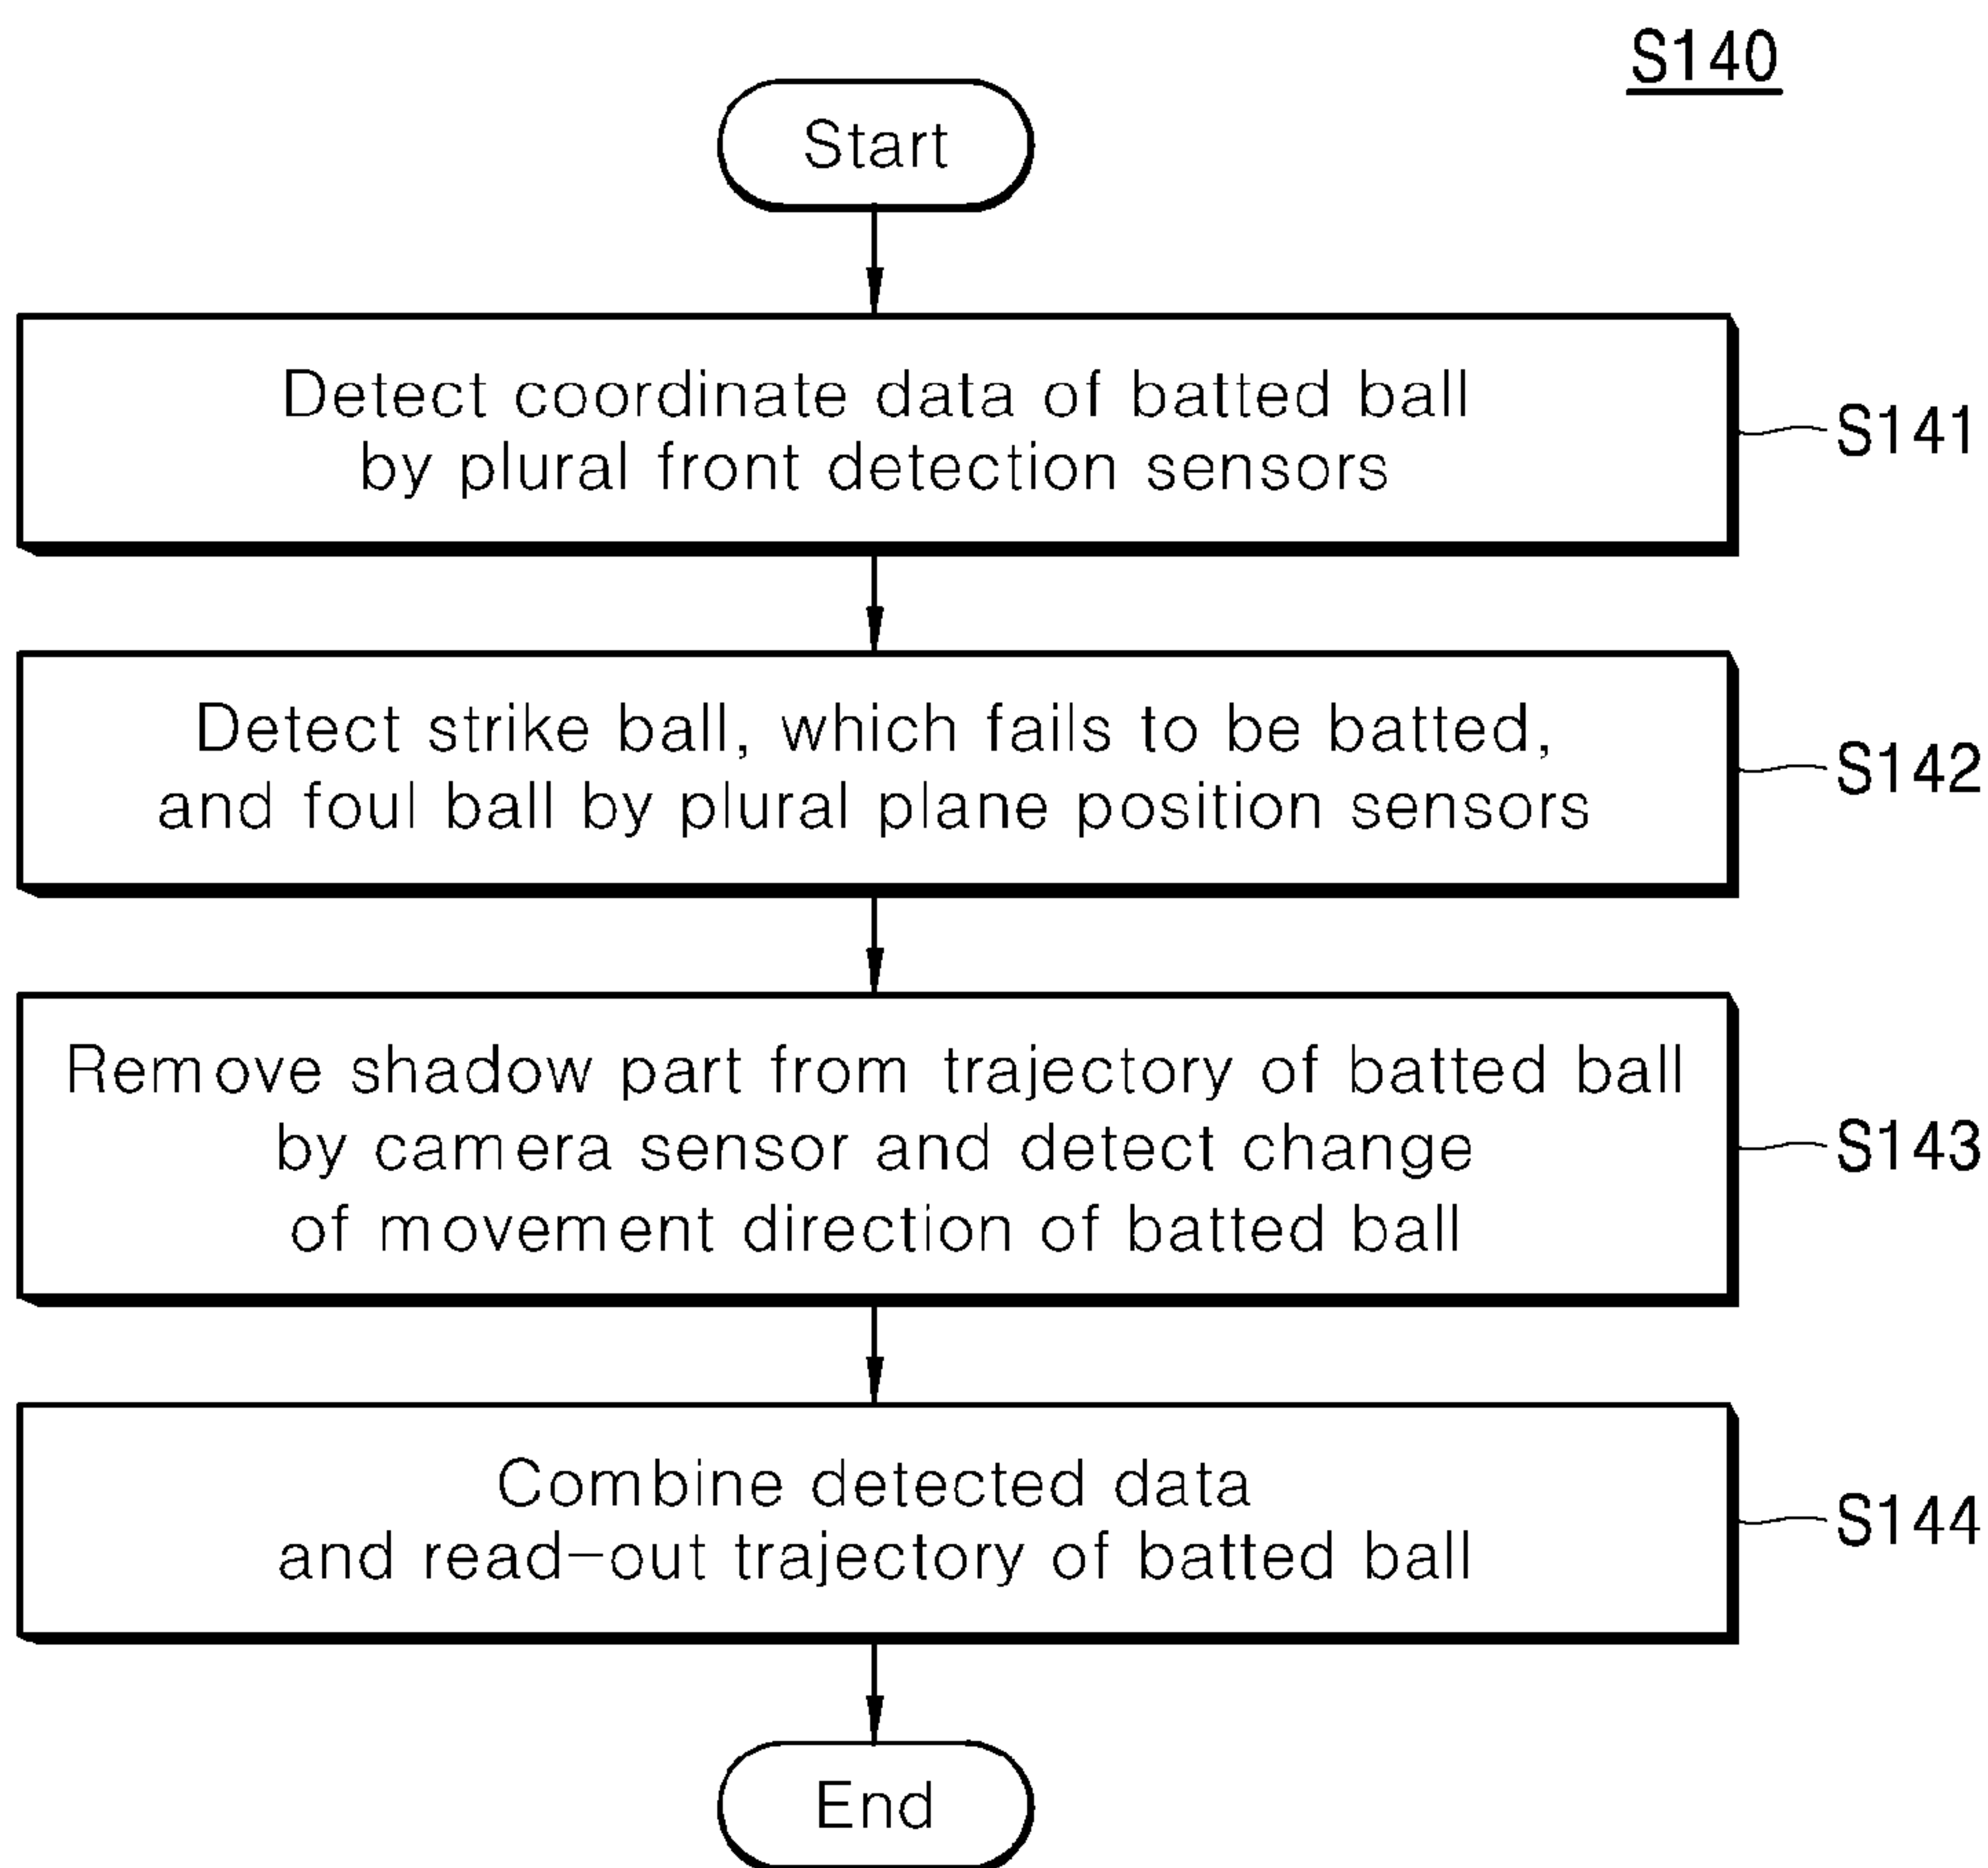 S140
Start
Detect coordinate data of batted ball
by plural front detection sensors
S141
Detect strike ball, which fails to be batted,
and foul ball by plural plane position sensors
S142
Remove shadow part from trajectory of batted ball
by camera sensor and detect change
of movement direction of batted ball
S143
Combine detected data
and read-out trajectory of batted ball
S144
End